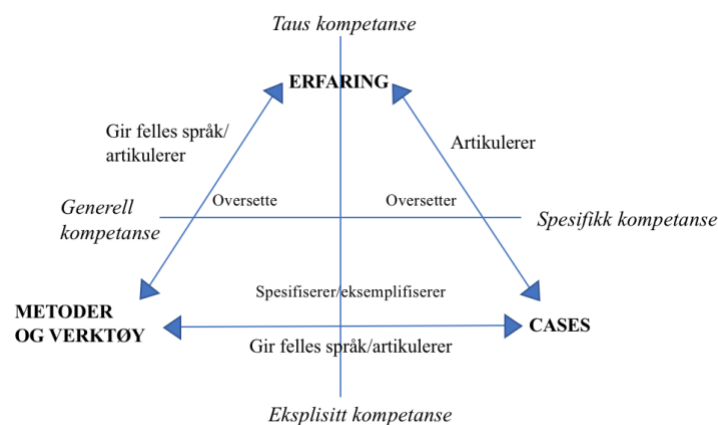 Taus kompetanse
ERFARING
Gir felles språk/
artikulerer
Artikulerer
Oversette
Oversetter
Generell
kompetanse
Spesifikk kompetanse
Spesifiserer/eksemplifiserer
METODER
OG VERKTØY
CASES
Gir felles språk/artikulerer
Eksplisitt kompetanse